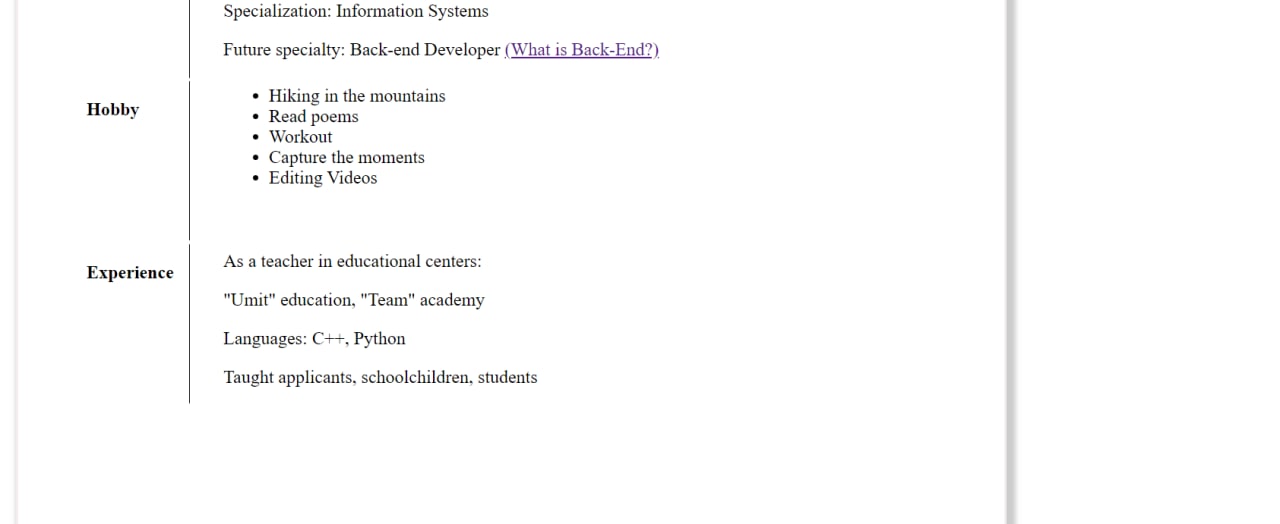 Specialization: Information Systems
Future specialty: Back-end Developer (What is Back-End?)
Hobby
• Hiking in the mountains
• Read poems
• Workout
• Capture the moments
• Editing Videos
Experience
As a teacher in educational centers:
"Umit" education, "Team" academy
Languages: C++, Python
Taught applicants, schoolchildren, students